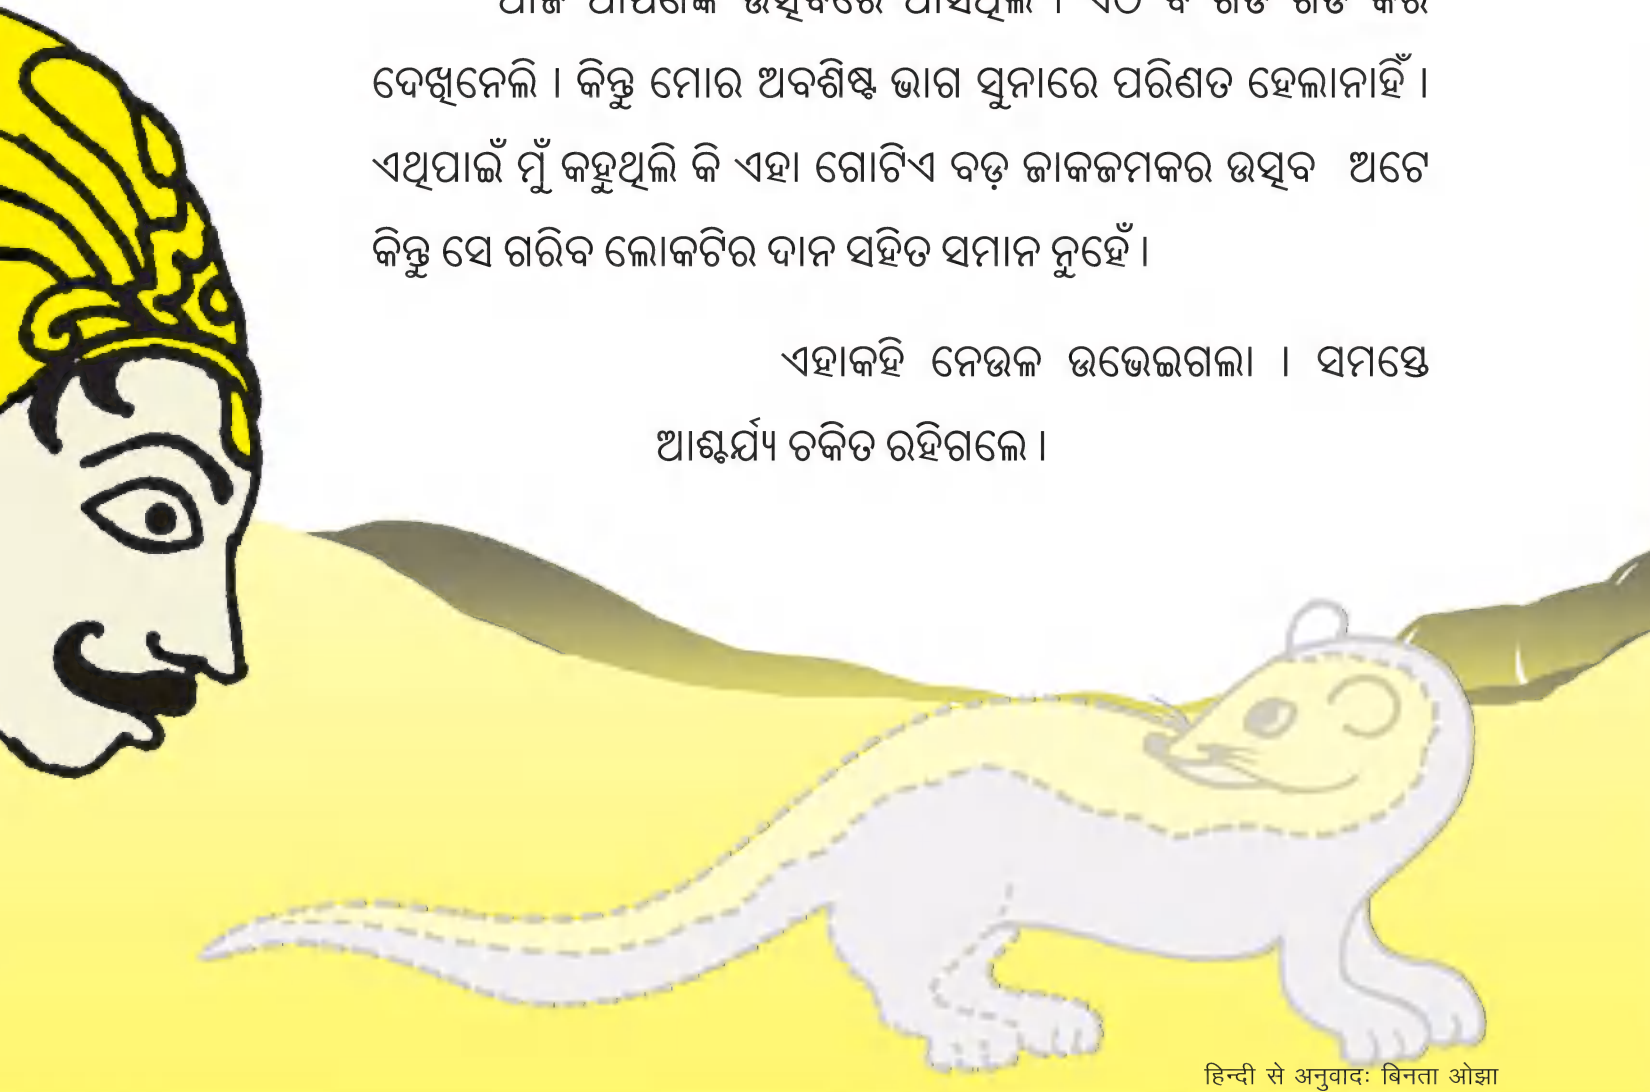 ଦେଖିନେଲି । କିନ୍ତୁ ମୋର ଅବଶିଷ୍ଟ ଭାଗ ସୁନାରେ ପରିଣତ ହେଲାନାହିଁ ।
ଏଥିପାଇଁ ମୁଁ କହୁଥିଲି କି ଏହା ଗୋଟିଏ ବଡ଼ ଜାକଜମକର ଉତ୍ସବ ଅଟେ
କିନ୍ତୁ ସେ ଗରିବ ଲୋକଟିର ଦାନ ସହିତ ସମାନ ନୁହେଁ ।
ଏହାକହି ନେଉଳ ଉଭେଇଗଲା । ସମସ୍ତେ
ଆଶ୍ଚର୍ଯ୍ୟ ଚକିତ ରହିଗଲେ ।
हिन्दी से अनुवादः बिनता ओझा